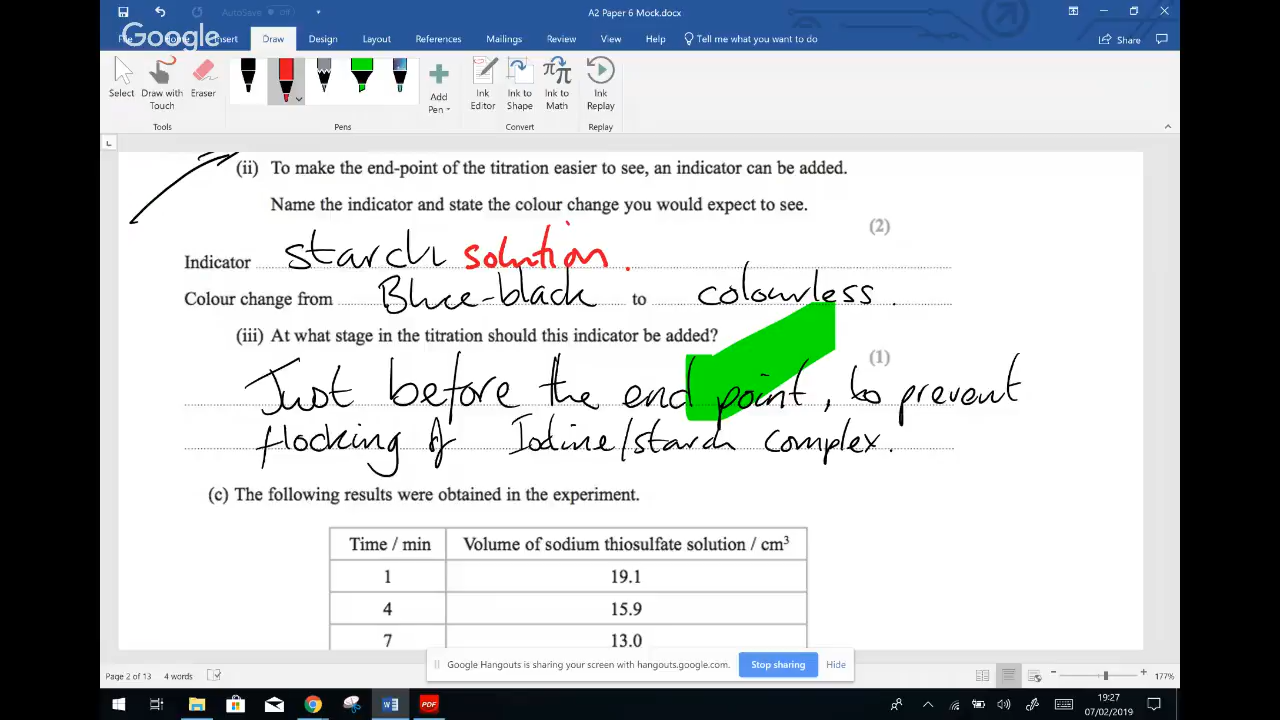 AutoSave Off
A2 Paper 6 Mock.docx
Google
Insert Draw Design Layout References Mailings Review View Help Tell me what you want to do Share
Select Draw with Touch Eraser Add Pen Ink Editor Ink to Shape Ink to Math Ink Replay
Tools Pens Convert Replay
(ii) To make the end-point of the titration easier to see, an indicator can be added.
Name the indicator and state the colour change you would expect to see.
(2)
Indicator starch solution.
Colour change from Blue-black to colourless.
(iii) At what stage in the titration should this indicator be added?
(1)
Just before the end point, to prevent
flocking of Iodine/starch complex.
(c) The following results were obtained in the experiment.
Time / min Volume of sodium thiosulfate solution / cm³
1 19.1
4 15.9
7 13.0
Google Hangouts is sharing your screen with hangouts.google.com. Stop sharing Hide
Page 2 of 13 4 words 177%
19:27
07/02/2019